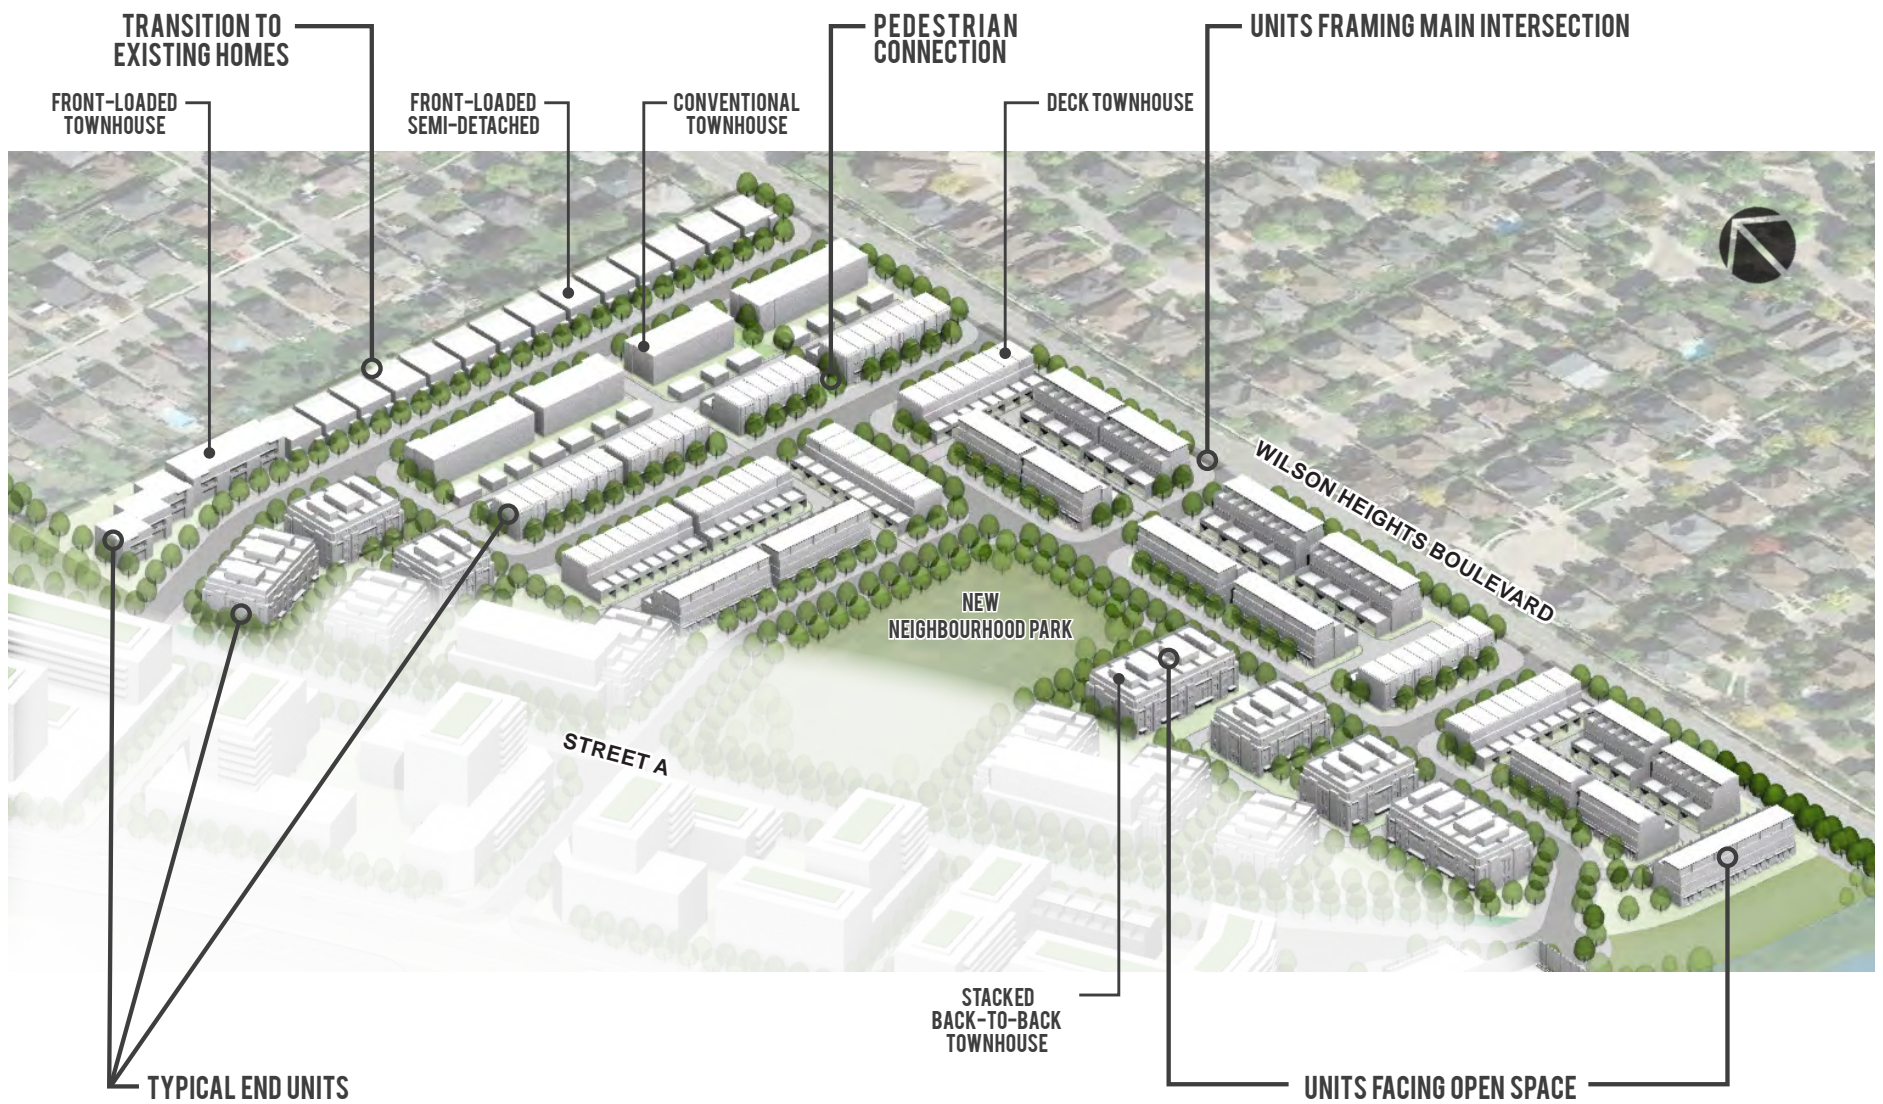 TRANSITION TO
EXISTING HOMES
PEDESTRIAN
CONNECTION
UNITS FRAMING MAIN INTERSECTION
FRONT-LOADED
TOWNHOUSE
FRONT-LOADED
SEMI-DETACHED
CONVENTIONAL
TOWNHOUSE
DECK TOWNHOUSE
WILSON HEIGHTS BOULEVARD
NEW
NEIGHBOURHOOD PARK
STREET A
STACKED
BACK-TO-BACK
TOWNHOUSE
TYPICAL END UNITS
UNITS FACING OPEN SPACE